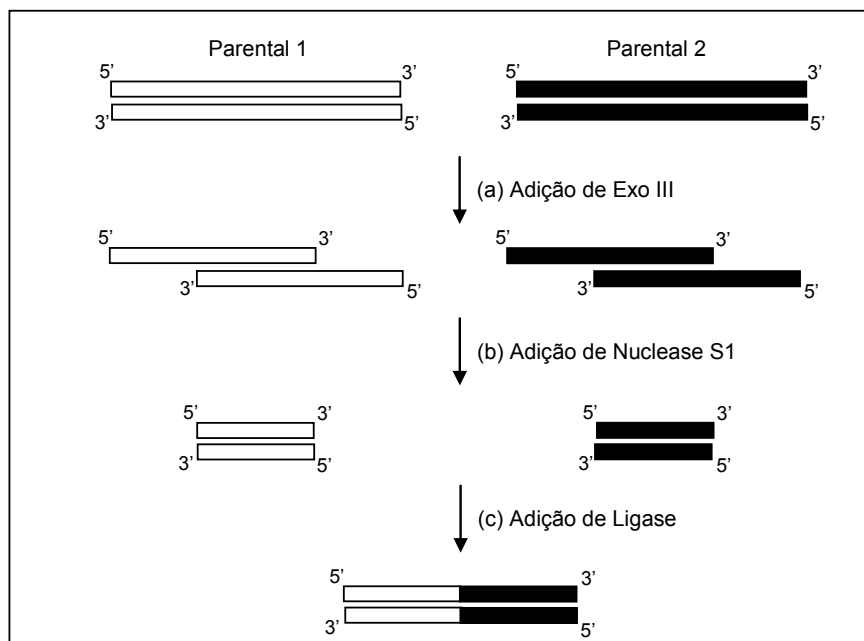 Parental 1 Parental 2
5’ 3’ 5’ 3’
3’ 5’ 3’ 5’
(a) Adição de Exo III
5’ 3’ 5’ 3’
3’ 5’ 3’ 5’
(b) Adição de Nuclease S1
5’ 3’ 5’ 3’
3’ 5’ 3’ 5’
(c) Adição de Ligase
5’ 3’
3’ 5’